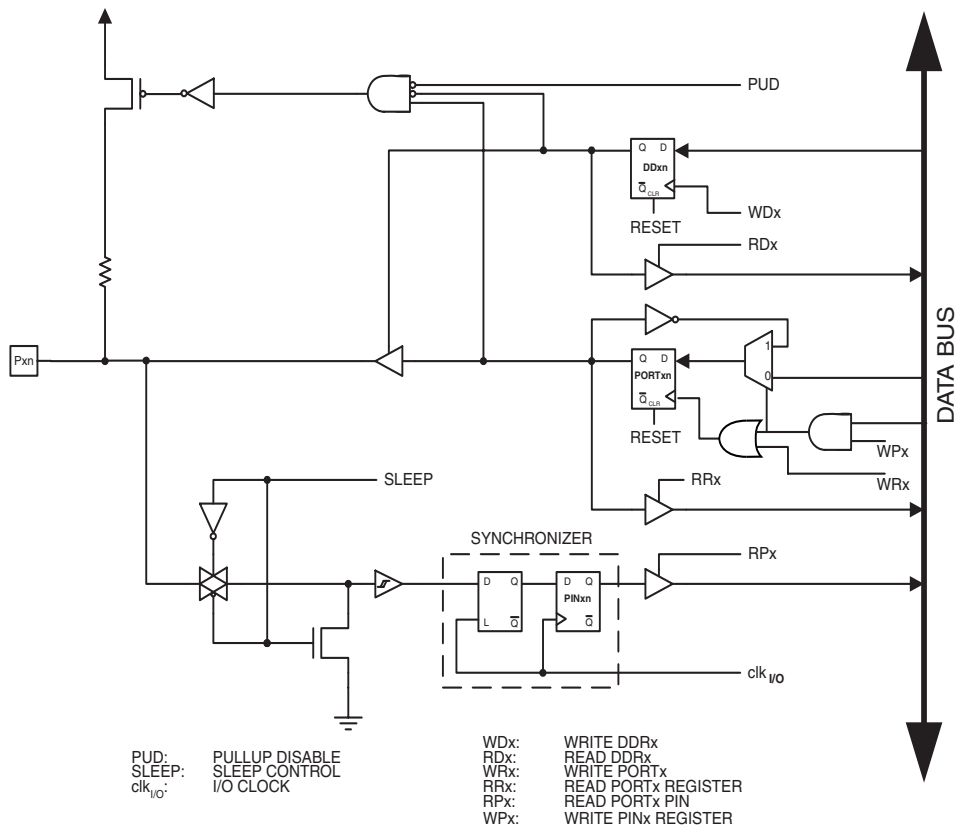 PUD
Q D
DDxn
Q
CLR
WDx
RESET
RDx
Pxn
1
Q D
PORTxn
0
Q
CLR
RESET
WPx
WRx
DATA BUS
SLEEP
RRx
SYNCHRONIZER
RPx
D Q
L Q
D Q
PINxn
Q
clk I/O
PUD: PULLUP DISABLE
SLEEP: SLEEP CONTROL
clkI/O: I/O CLOCK
WDx: WRITE DDRx
RDx: READ DDRx
WRx: WRITE PORTx
RRx: READ PORTx REGISTER
RPx: READ PORTx PIN
WPx: WRITE PINx REGISTER